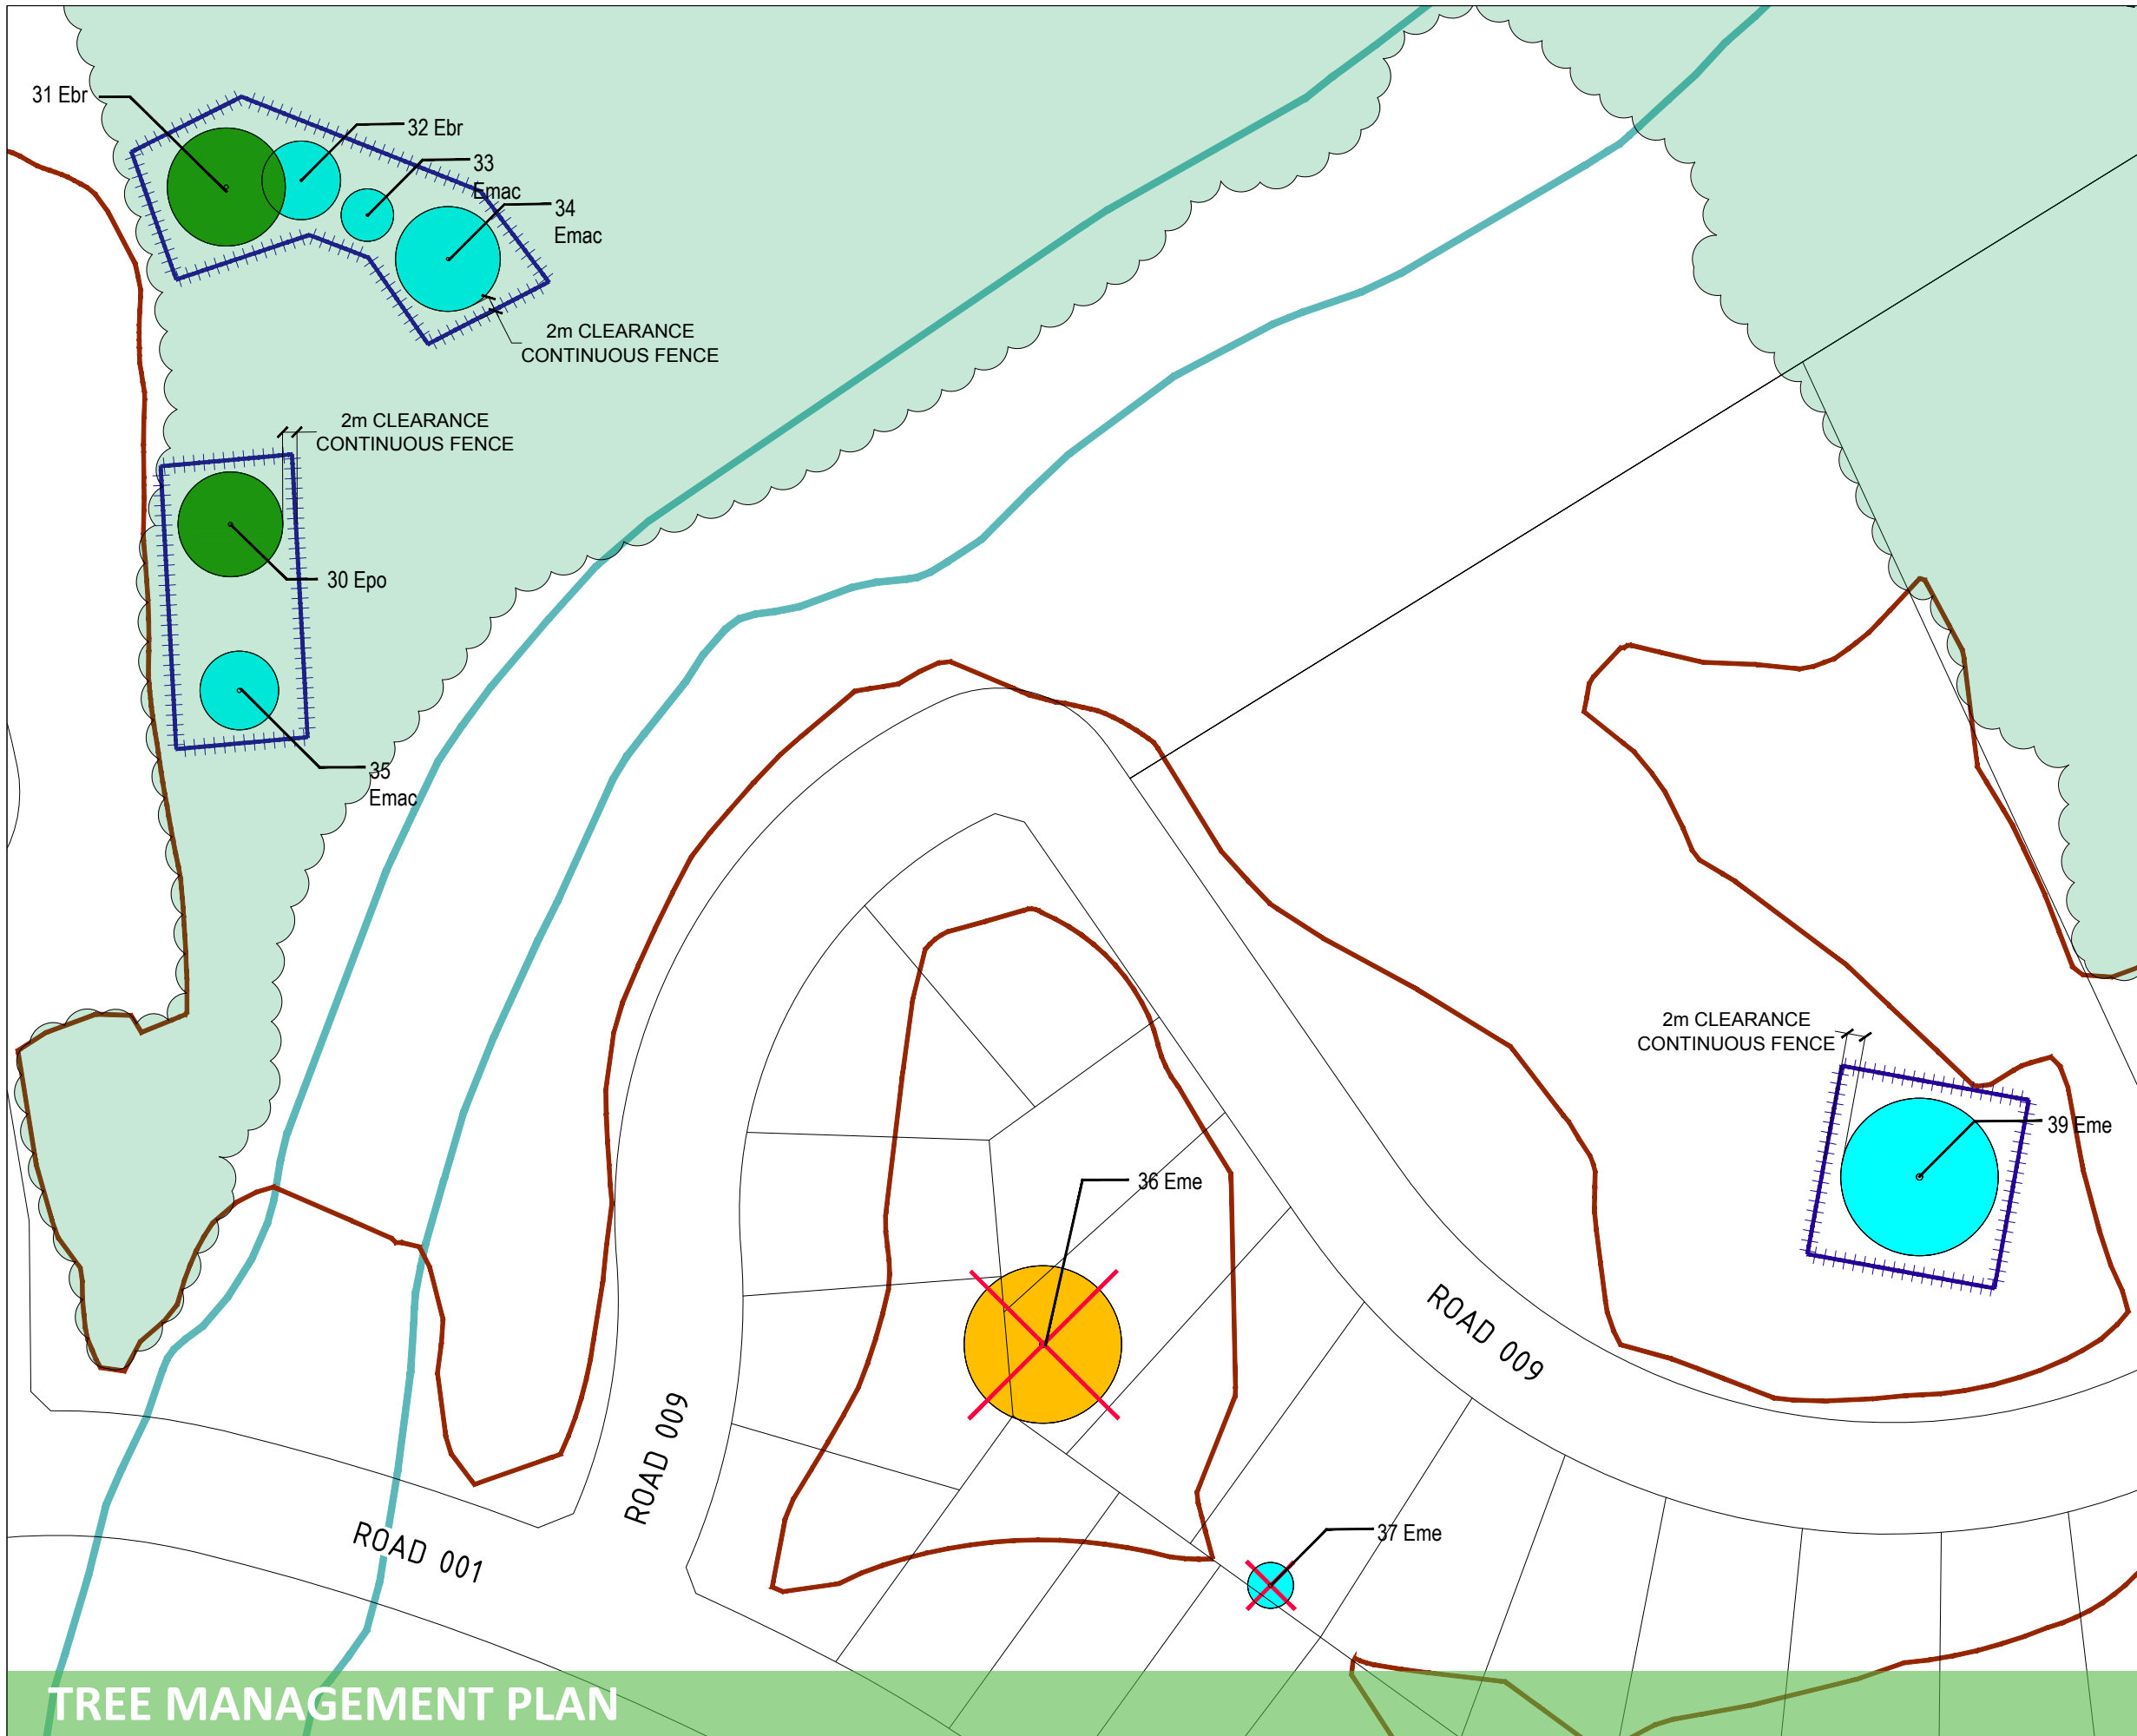 31 Ebr
32 Ebr
33
Emac
34
Emac
2m CLEARANCE
CONTINUOUS FENCE
2m CLEARANCE
CONTINUOUS FENCE
30 Epo
35
Emac
2m CLEARANCE
CONTINUOUS FENCE
39 Eme
36 Eme
ROAD 009
ROAD 009
37 Eme
ROAD 001
TREE MANAGEMENT PLAN